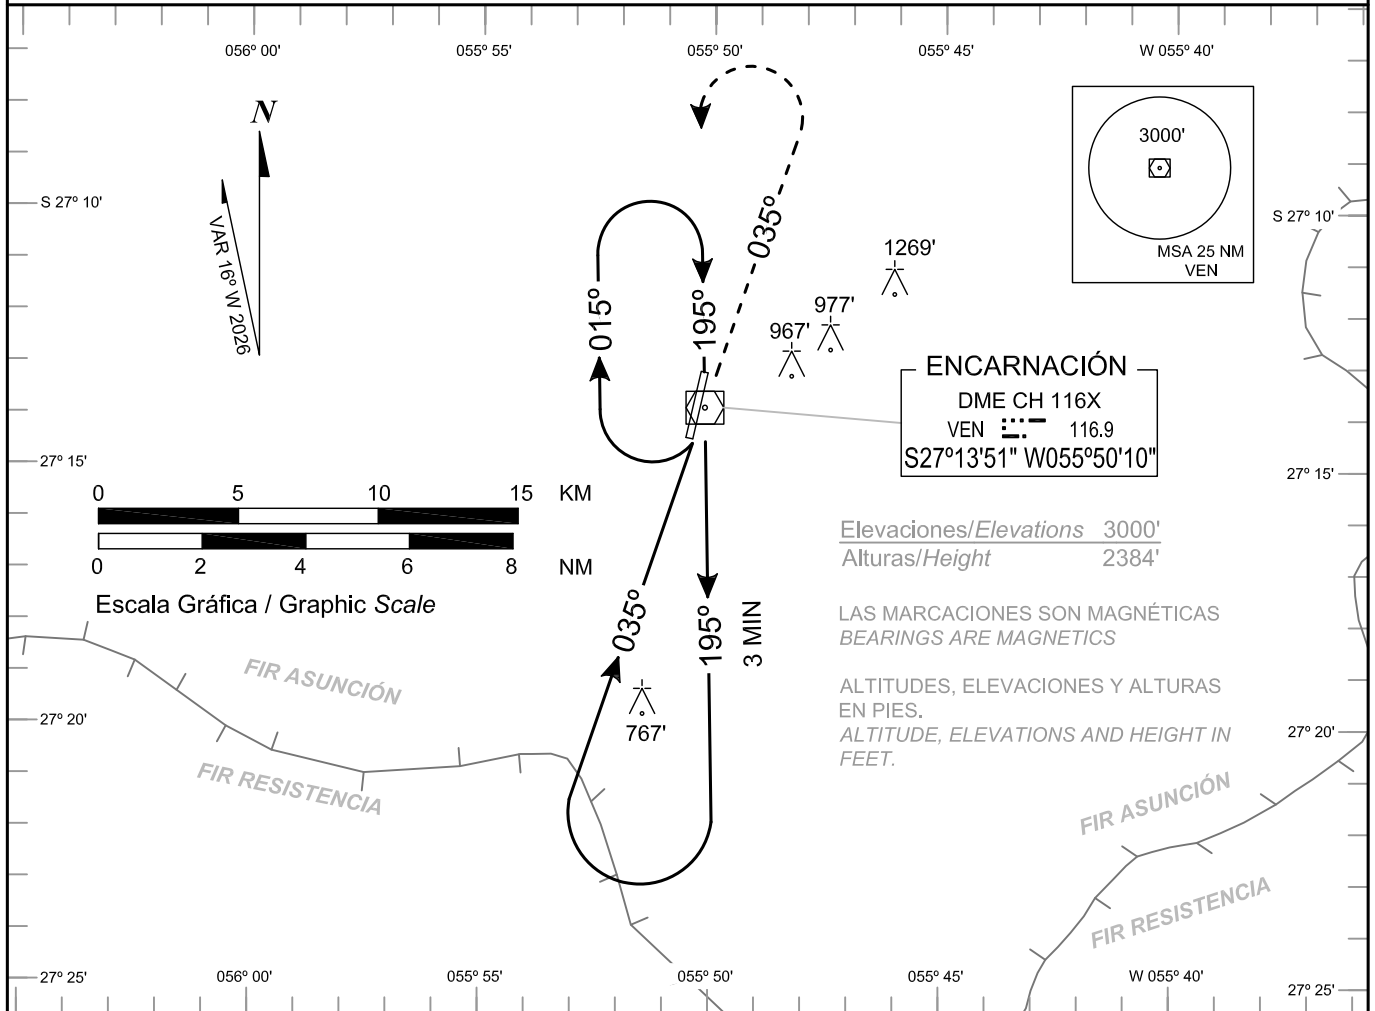 056º 00'
055º 55'
055º 50'
055º 45'
W 055º 40'
N
VAR 16º W 2026
3000'
MSA 25 NM
VEN
S 27º 10'
S 27º 10'
035º
015º
195º
1269'
977'
967'
ENCARNACIÓN
DME CH 116X
VEN 116.9
S27º13'51" W055º50'10"
27º 15'
27º 15'
0 5 10 15 KM
0 2 4 6 8 NM
Escala Gráfica / Graphic Scale
Elevaciones/Elevations 3000'
Alturas/Height 2384'
035º
195º
3 MIN
LAS MARCACIONES SON MAGNÉTICAS
BEARINGS ARE MAGNETICS
FIR ASUNCIÓN
FIR RESISTENCIA
767'
ALTITUDES, ELEVACIONES Y ALTURAS
EN PIES.
ALTITUDE, ELEVATIONS AND HEIGHT IN
FEET.
27º 20'
27º 20'
FIR ASUNCIÓN
FIR RESISTENCIA
27º 25'
056º 00'
055º 55'
055º 50'
055º 45'
W 055º 40'
27º 25'